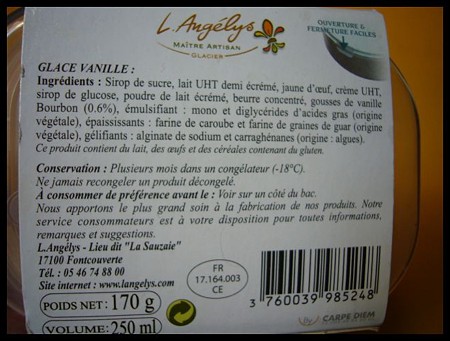 L. Angélys
MAÎTRE ARTISAN
GLACIER
OUVERTURE &
FERMETURE FACILES
GLACE VANILLE :
Ingrédients : Sirop de sucre, lait UHT demi écrémé, jaune d'œuf, crème UHT,
sirop de glucose, poudre de lait écrémé, beurre concentré, gousses de vanille
Bourbon (0.6%), émulsifiant : mono et diglycérides d'acides gras (origine
végétale), épaississants : farine de caroube et farine de graines de guar (origine
végétale), gélifiants : alginate de sodium et carraghénanes (origine : algues).
Ce produit contient du lait, des œufs et des céréales contenant du gluten.
Conservation : Plusieurs mois dans un congélateur (-18°C).
Ne jamais recongeler un produit décongelé.
À consommer de préférence avant le : Voir sur un côté du bac.
Nous apportons le plus grand soin à la fabrication de nos produits. Notre
service consommateurs est à votre disposition pour toutes informations,
remarques et suggestions.
L.Angélys - Lieu dit "La Sauzaie"
17100 Fontcouverte
Tél. : 05 46 74 88 00
Site internet : www.langelys.com
FR
17.164.003
CE
POIDS NET: 170 g
VOLUME: 250 ml
3 760039 985248
CARPE DIEM